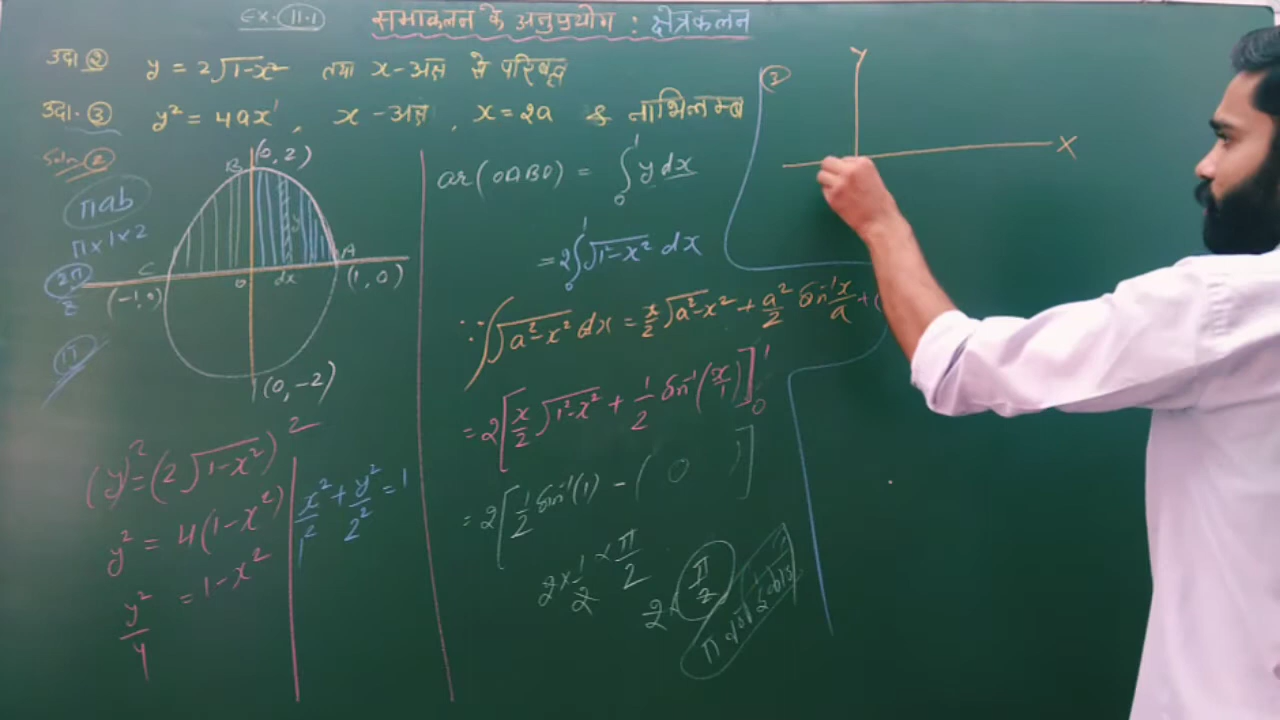 Ex. 11.1
समाकलन के अनुप्रयोग : क्षेत्रकलन
उदा ② y = 2√(1-x²) तथा x-अक्ष से परिबद्ध
उदा. ③ y² = 4ax, x-अक्ष, x = 2a & नाभिलम्ब
Soln ②
πab
π×1×2
2π/2
π
B (0, 2)
y
C
O
dx
A
(-1, 0)
(1, 0)
(0, -2)
(y)² = (2√(1-x²))²
y² = 4(1-x²)
y²/4 = 1-x²
x²/1² + y²/2² = 1
ar(OABO) = ∫₀¹ y dx
= 2∫₀¹ √(1²-x²) dx
∵ ∫√(a²-x²) dx = x/2 √(a²-x²) + a²/2 sin⁻¹ x/a +
= 2[x/2 √(1²-x²) + 1/2 sin⁻¹(x/1)]₀¹
= 2[1/2 sin⁻¹(1) - (0)]
2×1/2×π/2
2×π/2
π वर्ग इकाई
③
Y
X